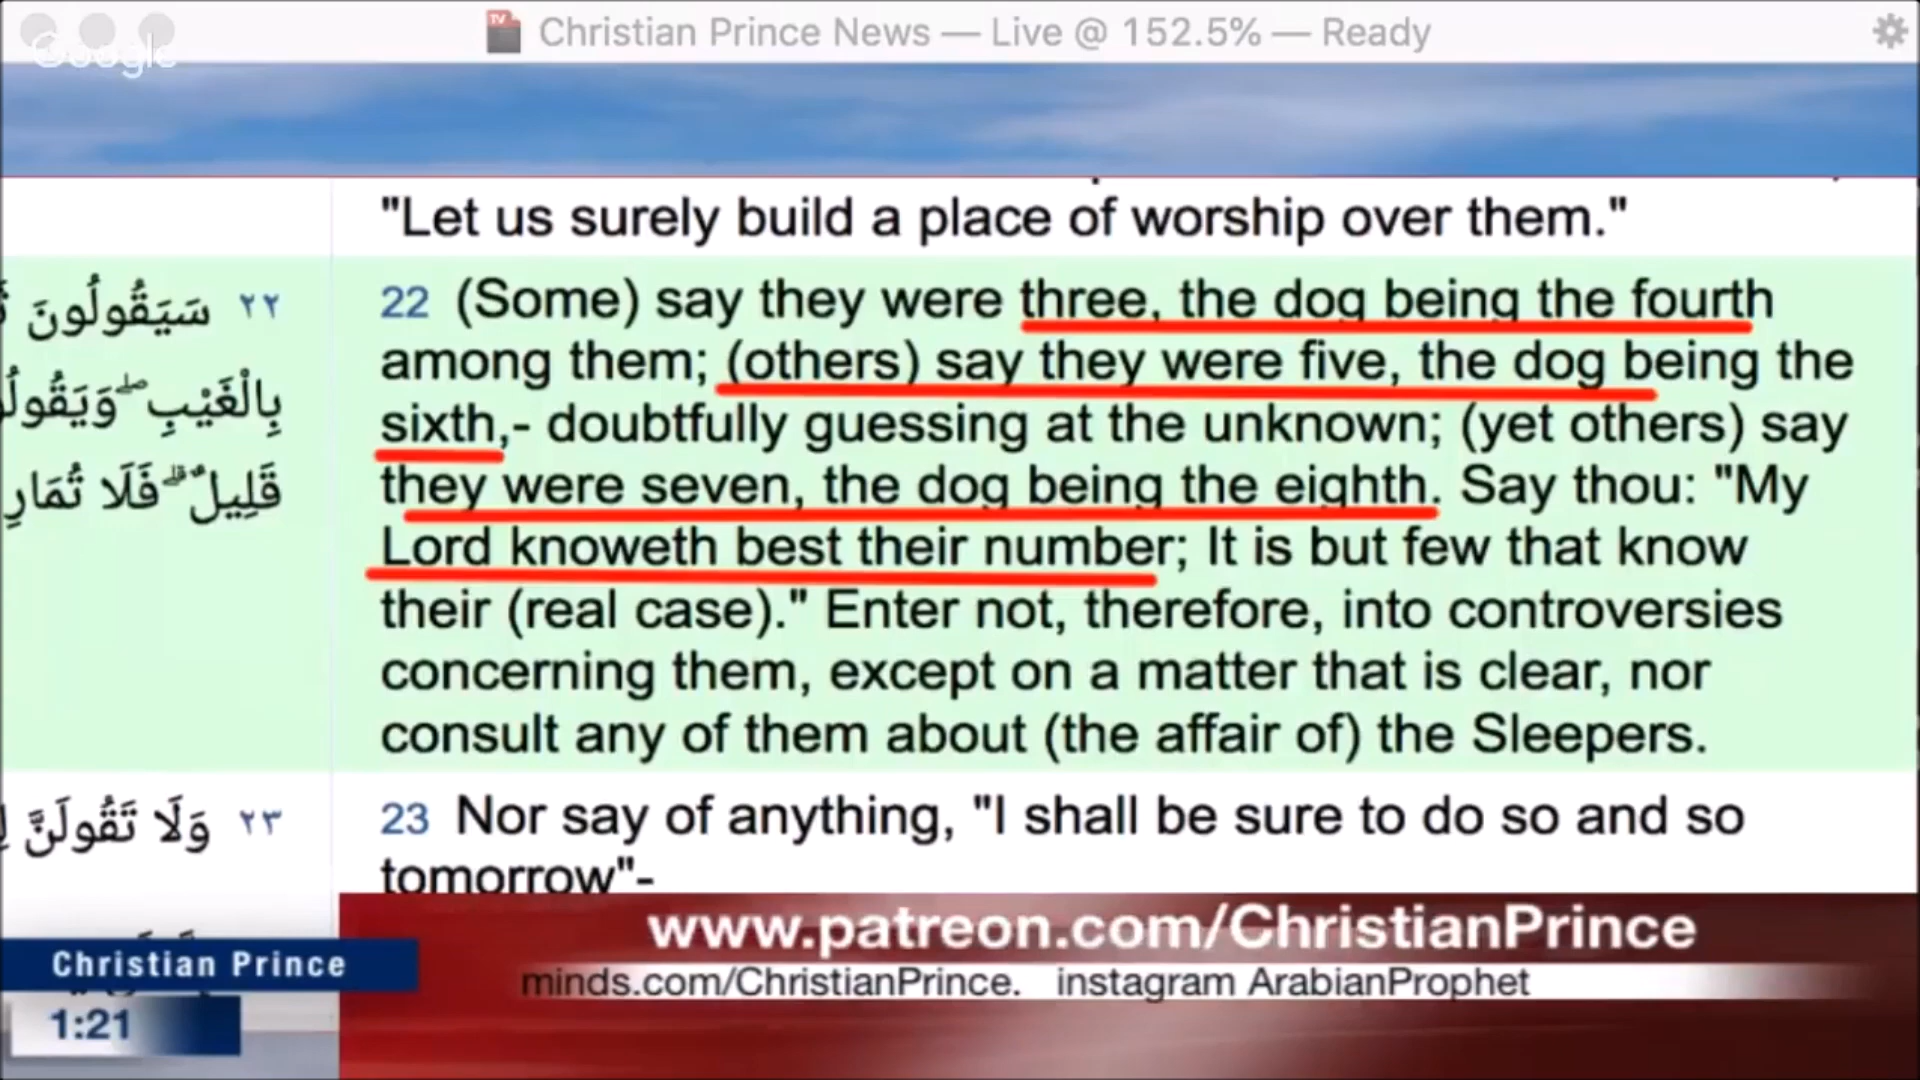 Christian Prince News — Live @ 152.5% — Ready
Google
"Let us surely build a place of worship over them."
٢٢ سَيَقُولُونَ
بِالْغَيْبِ ۖ وَيَقُولُ
قَلِيلٌ ۗ فَلَا تُمَارِ
22 (Some) say they were three, the dog being the fourth
among them; (others) say they were five, the dog being the
sixth,- doubtfully guessing at the unknown; (yet others) say
they were seven, the dog being the eighth. Say thou: "My
Lord knoweth best their number; It is but few that know
their (real case)." Enter not, therefore, into controversies
concerning them, except on a matter that is clear, nor
consult any of them about (the affair of) the Sleepers.
٢٣ وَلَا تَقُولَنَّ
23 Nor say of anything, "I shall be sure to do so and so
tomorrow"-
www.patreon.com/ChristianPrince
minds.com/ChristianPrince. instagram ArabianProphet
Christian Prince
1:21